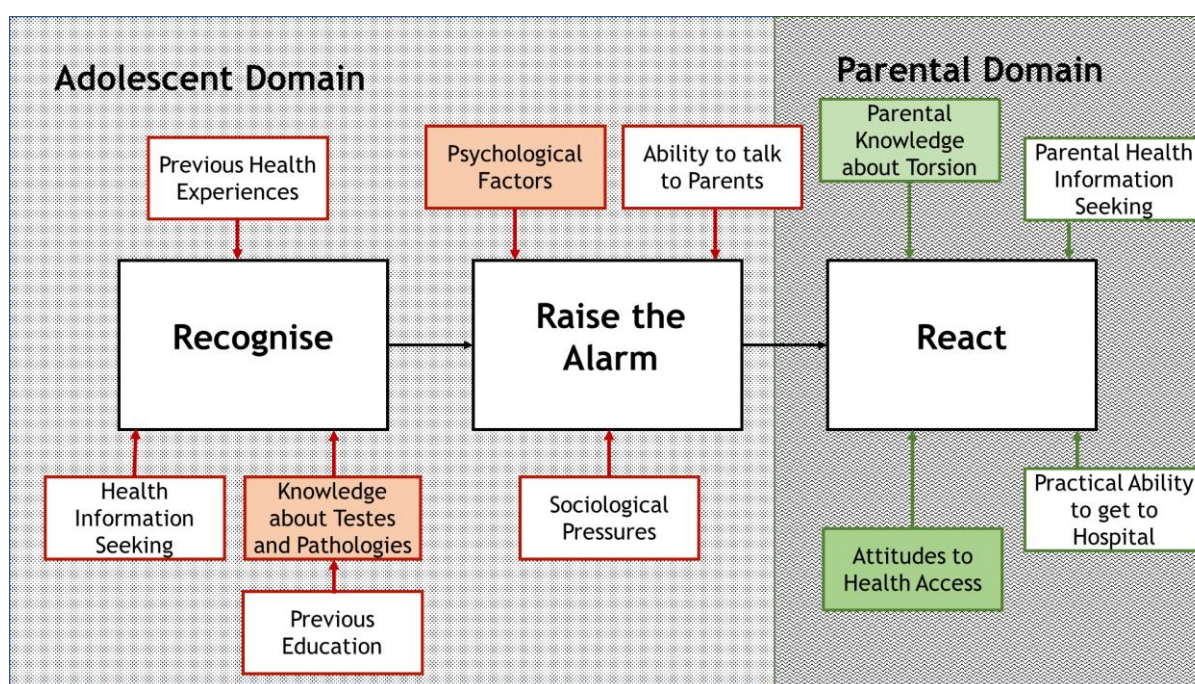 Adolescent Domain
Parental Domain
Previous Health
Experiences
Psychological
Factors
Ability to talk
to Parents
Parental
Knowledge
about Torsion
Parental Health
Information
Seeking
Recognise
Raise the
Alarm
React
Health
Information
Seeking
Knowledge
about Testes
and Pathologies
Previous
Education
Sociological
Pressures
Attitudes to
Health Access
Practical Ability
to get to
Hospital